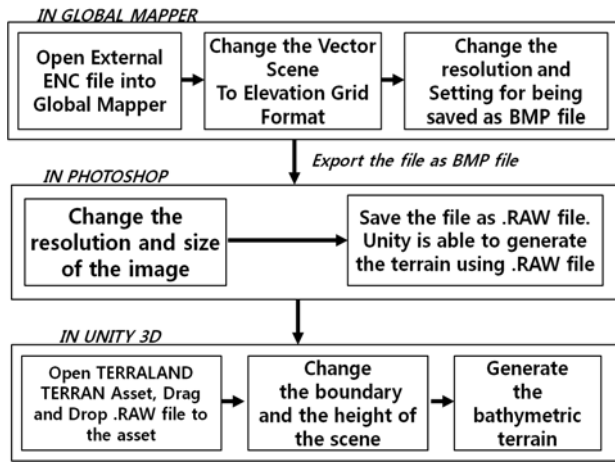 IN GLOBAL MAPPER
Open External
ENC file into
Global Mapper
Change the Vector
Scene
To Elevation Grid
Format
Change the
resolution and
Setting for being
saved as BMP file
Export the file as BMP file
IN PHOTOSHOP
Change the
resolution and size
of the image
Save the file as .RAW file.
Unity is able to generate
the terrain using .RAW file
IN UNITY 3D
Open TERRALAND
TERRAN Asset, Drag
and Drop .RAW file to
the asset
Change
the boundary
and the height of
the scene
Generate
the
bathymetric
terrain